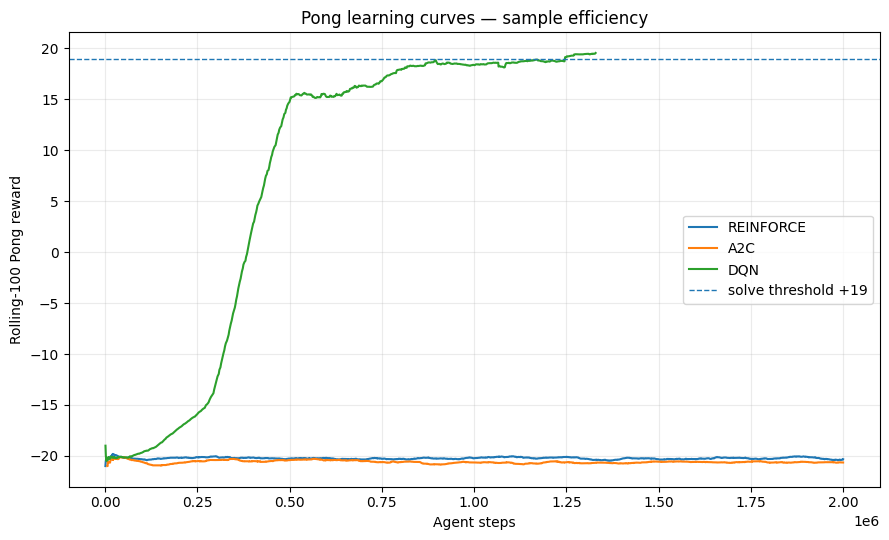 Pong learning curves — sample efficiency
Rolling-100 Pong reward
20
15
10
5
0
−5
−10
−15
−20
REINFORCE
A2C
DQN
solve threshold +19
0.00 0.25 0.50 0.75 1.00 1.25 1.50 1.75 2.00
1e6
Agent steps